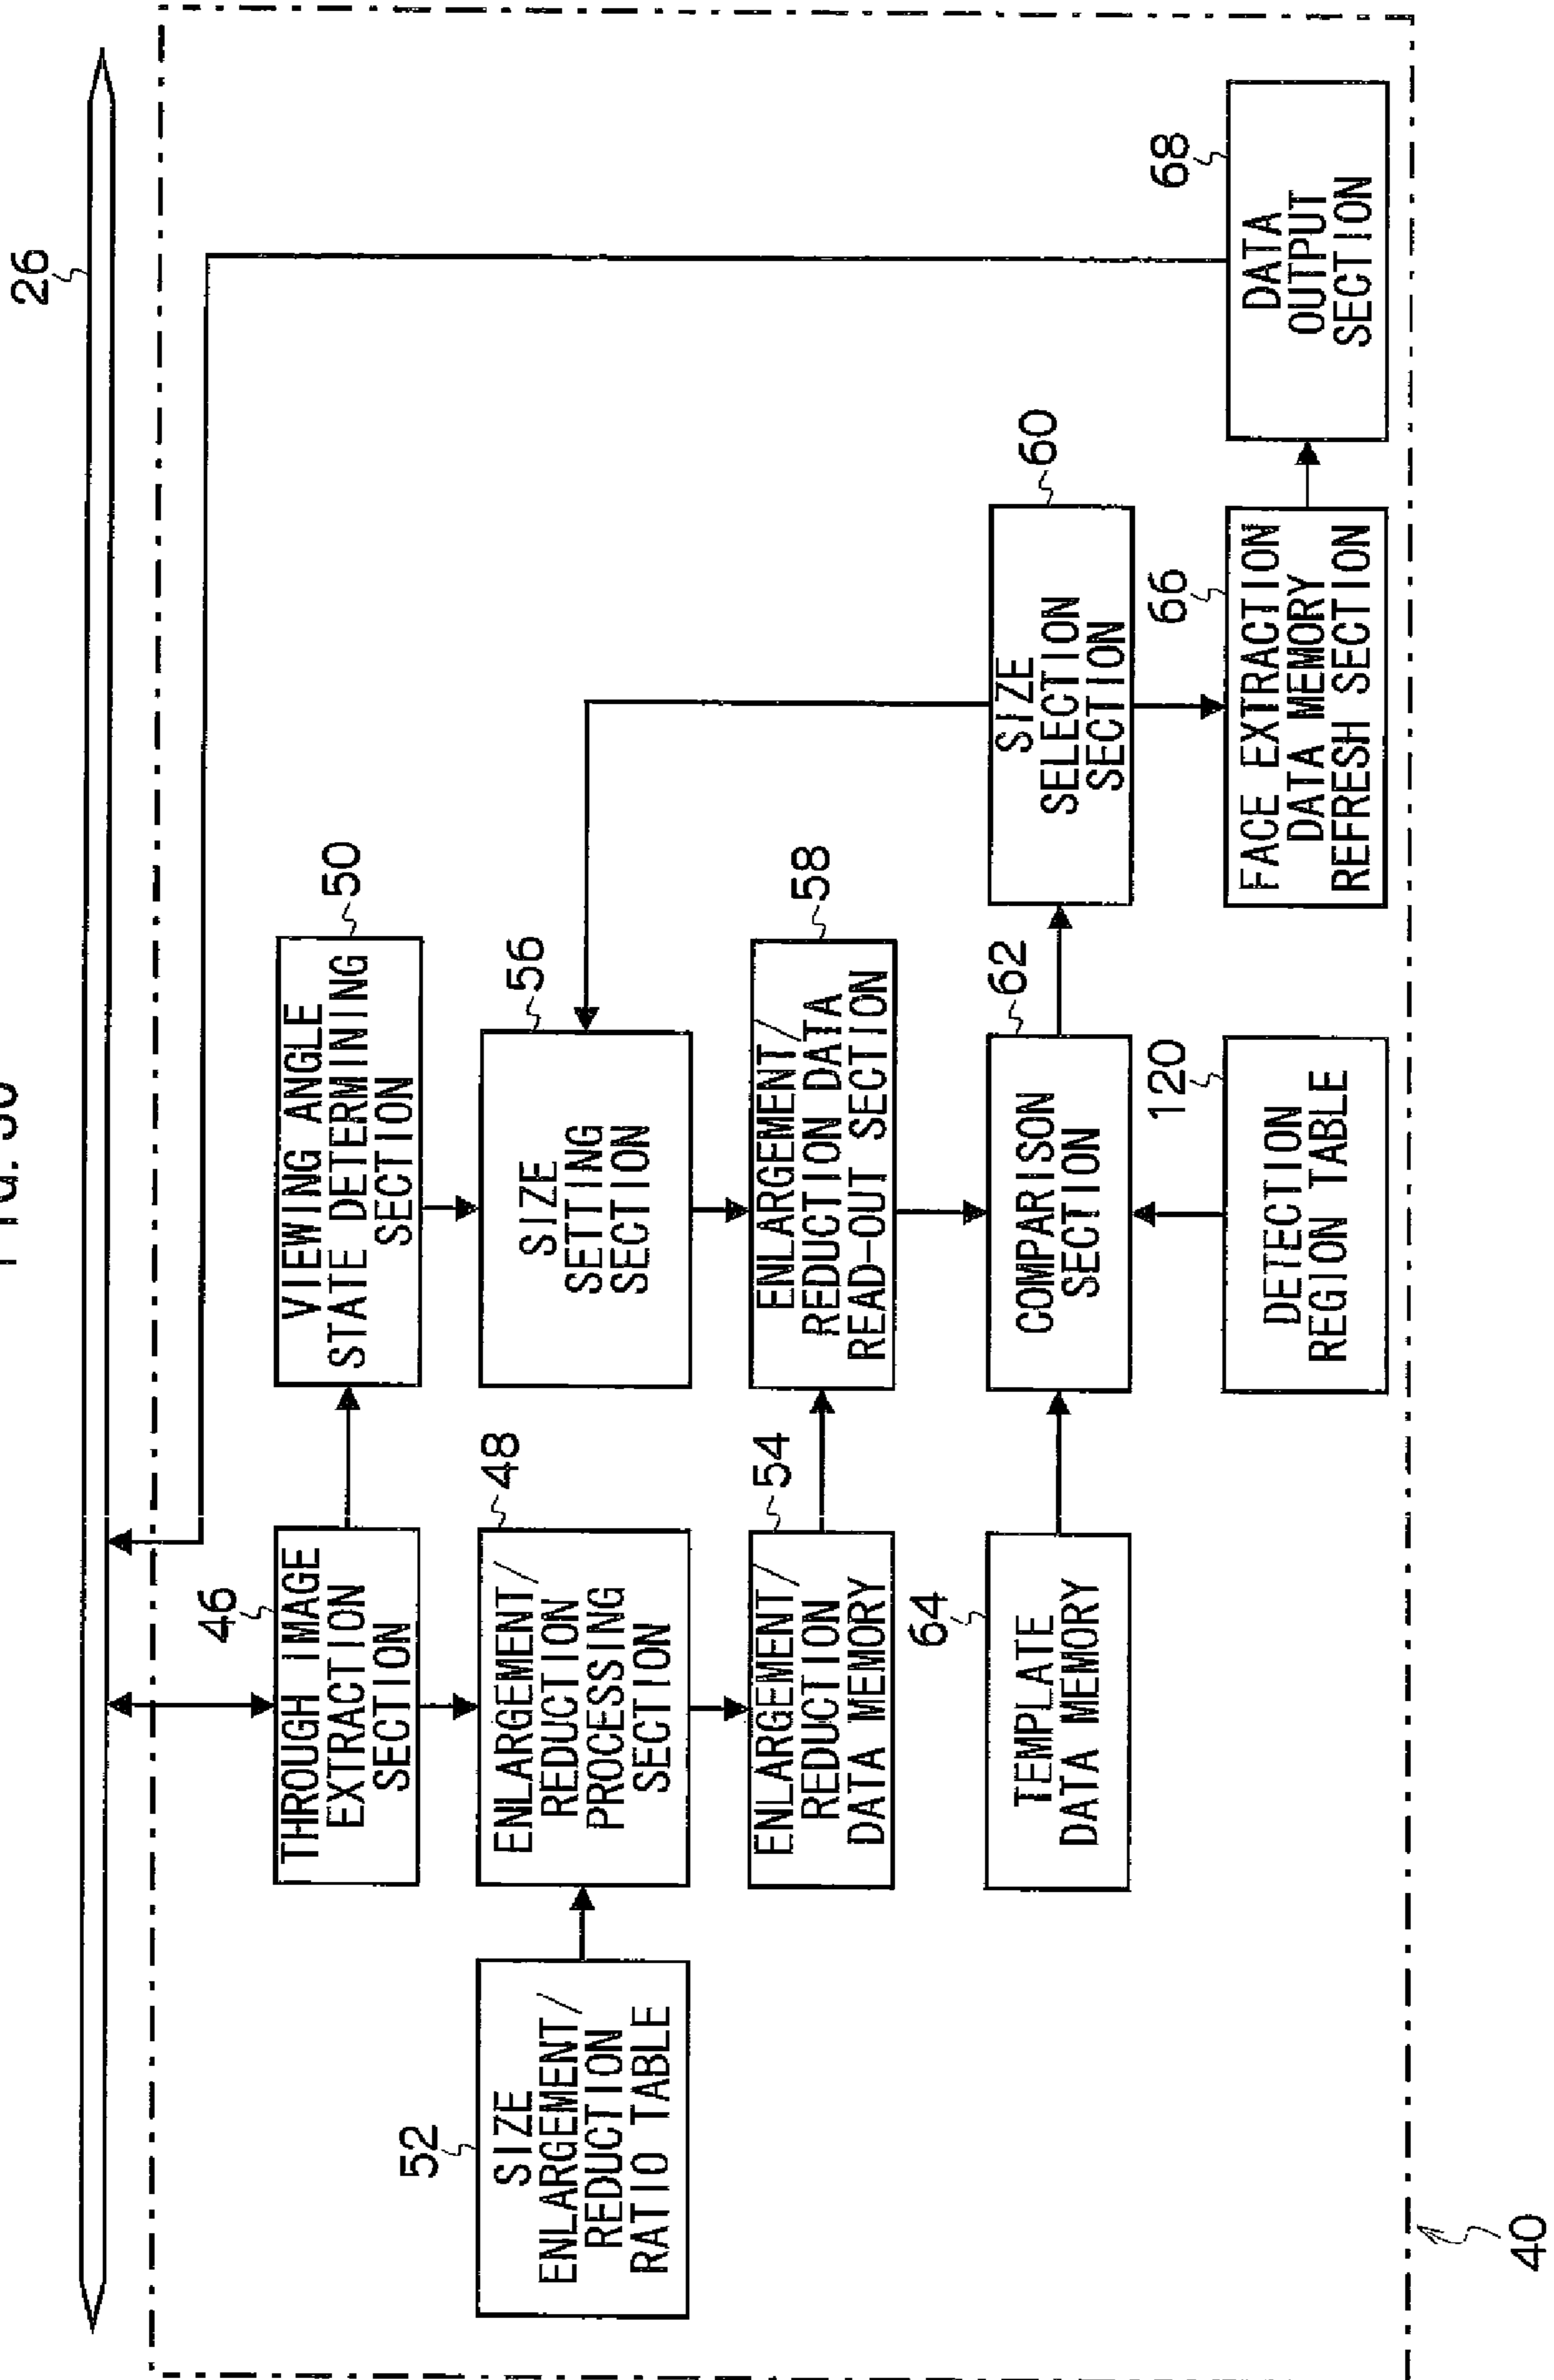 26
46
THROUGH IMAGE
EXTRACTION
SECTION
50
VIEWING ANGLE
STATE DETERMINING
SECTION
52
SIZE
ENLARGEMENT/
REDUCTION
RATIO TABLE
48
ENLARGEMENT/
REDUCTION
PROCESSING
SECTION
56
SIZE
SETTING
SECTION
54
ENLARGEMENT/
REDUCTION
DATA MEMORY
58
ENLARGEMENT/
REDUCTION DATA
READ-OUT SECTION
64
TEMPLATE
DATA MEMORY
62
COMPARISON
SECTION
60
SIZE
SELECTION
SECTION
120
DETECTION
REGION TABLE
66
FACE EXTRACTION
DATA MEMORY
REFRESH SECTION
68
DATA
OUTPUT
SECTION
40